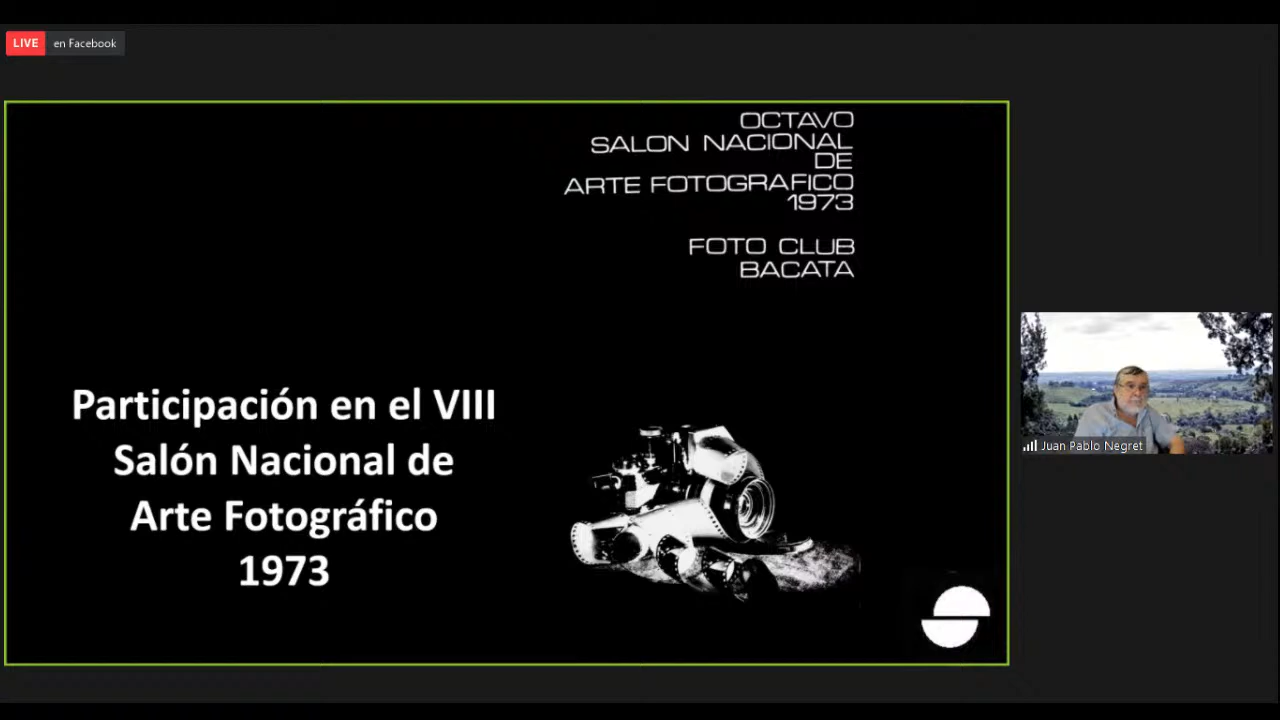 LIVE en Facebook
OCTAVO
SALON NACIONAL
DE
ARTE FOTOGRAFICO
1973
FOTO CLUB
BACATA
Participación en el VIII
Salón Nacional de
Arte Fotográfico
1973
Juan Pablo Negret